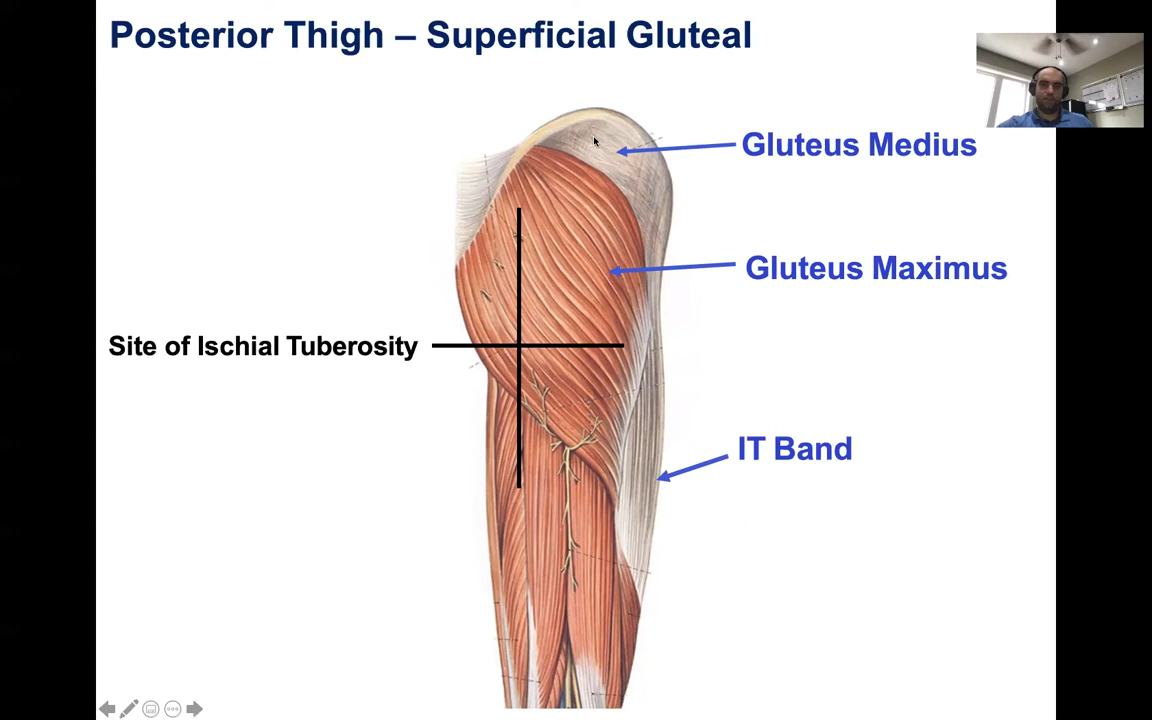 Posterior Thigh – Superficial Gluteal
Gluteus Medius
Gluteus Maximus
Site of Ischial Tuberosity
IT Band